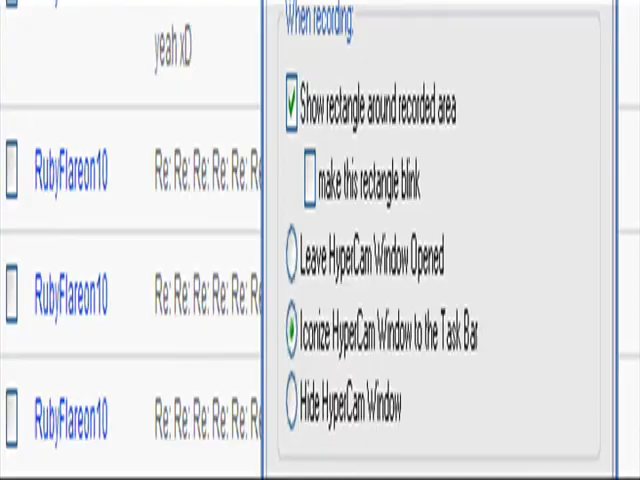 yeah xD
RubyFlareon10
Re: Re: Re: Re: Re:
RubyFlareon10
Re: Re: Re: Re: Re:
RubyFlareon10
Re: Re: Re: Re: Re:
When recording:
Show rectangle around recorded area
make this rectangle blink
Leave HyperCam Window Opened
Iconize HyperCam Window to the Task Bar
Hide HyperCam Window